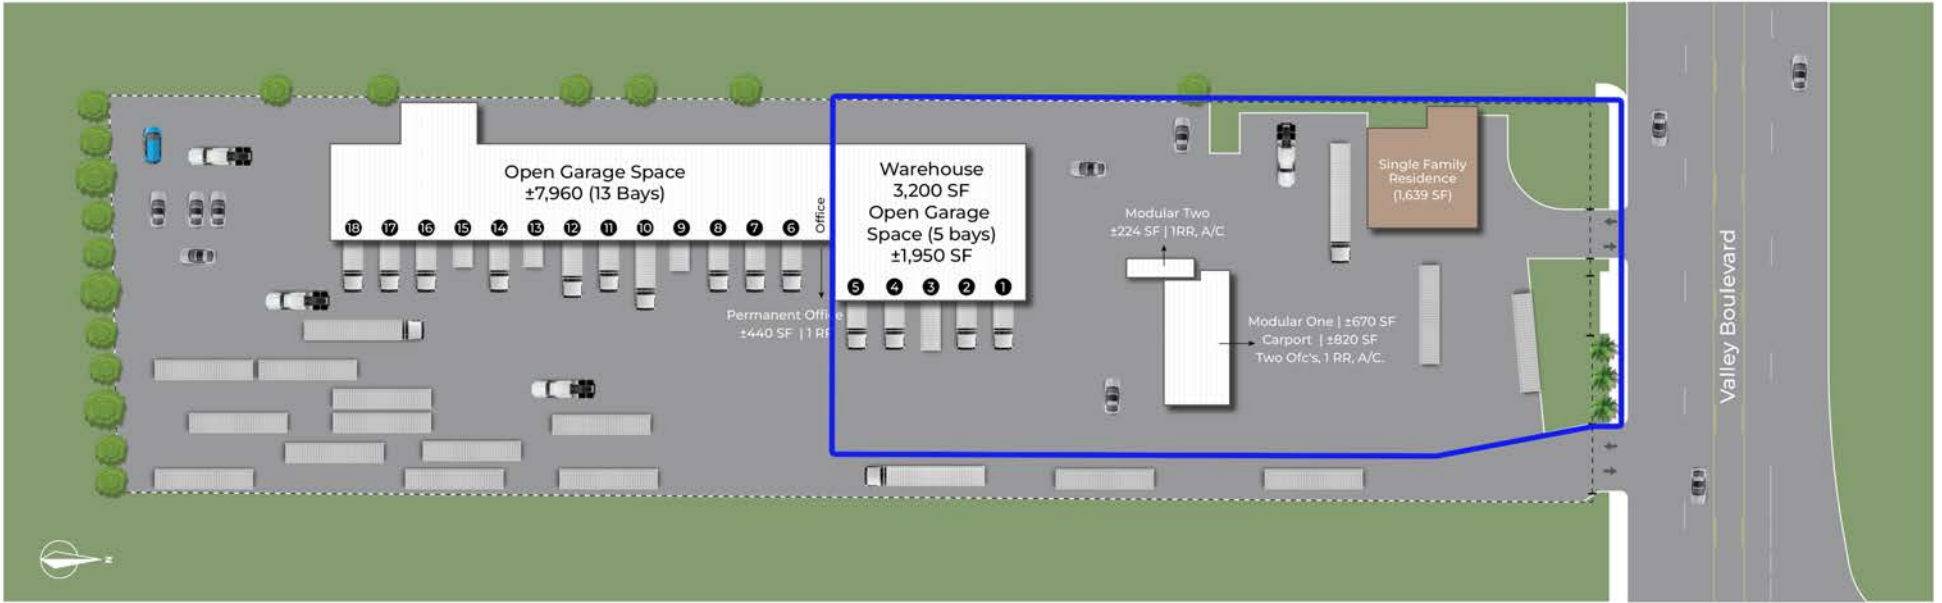 Open Garage Space
±7,960 (13 Bays)
18 17 16 15 14 13 12 11 10 9 8 7 6
Office
Permanent Office
±440 SF | 1 RR
Warehouse
3,200 SF
Open Garage
Space (5 bays)
±1,950 SF
5 4 3 2 1
Modular Two
±224 SF | 1RR, A/C
Modular One | ±670 SF
Carport | ±820 SF
Two Ofc's, 1 RR, A/C.
Single Family
Residence
(1,639 SF)
Valley Boulevard
N